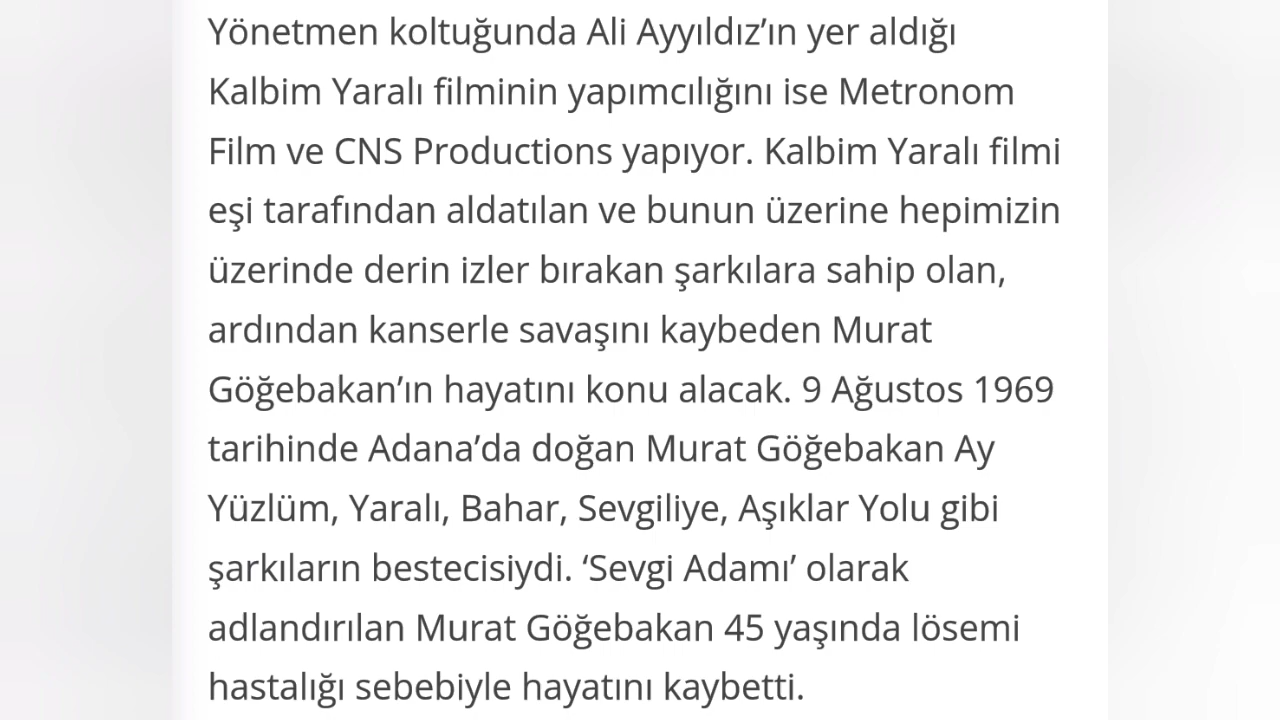 Yönetmen koltuğunda Ali Ayyıldız’ın yer aldığı
Kalbim Yaralı filminin yapımcılığını ise Metronom
Film ve CNS Productions yapıyor. Kalbim Yaralı filmi
eşi tarafından aldatılan ve bunun üzerine hepimizin
üzerinde derin izler bırakan şarkılara sahip olan,
ardından kanserle savaşını kaybeden Murat
Göğebakan’ın hayatını konu alacak. 9 Ağustos 1969
tarihinde Adana’da doğan Murat Göğebakan Ay
Yüzlüm, Yaralı, Bahar, Sevgiliye, Aşıklar Yolu gibi
şarkıların bestecisiydi. ‘Sevgi Adamı’ olarak
adlandırılan Murat Göğebakan 45 yaşında lösemi
hastalığı sebebiyle hayatını kaybetti.